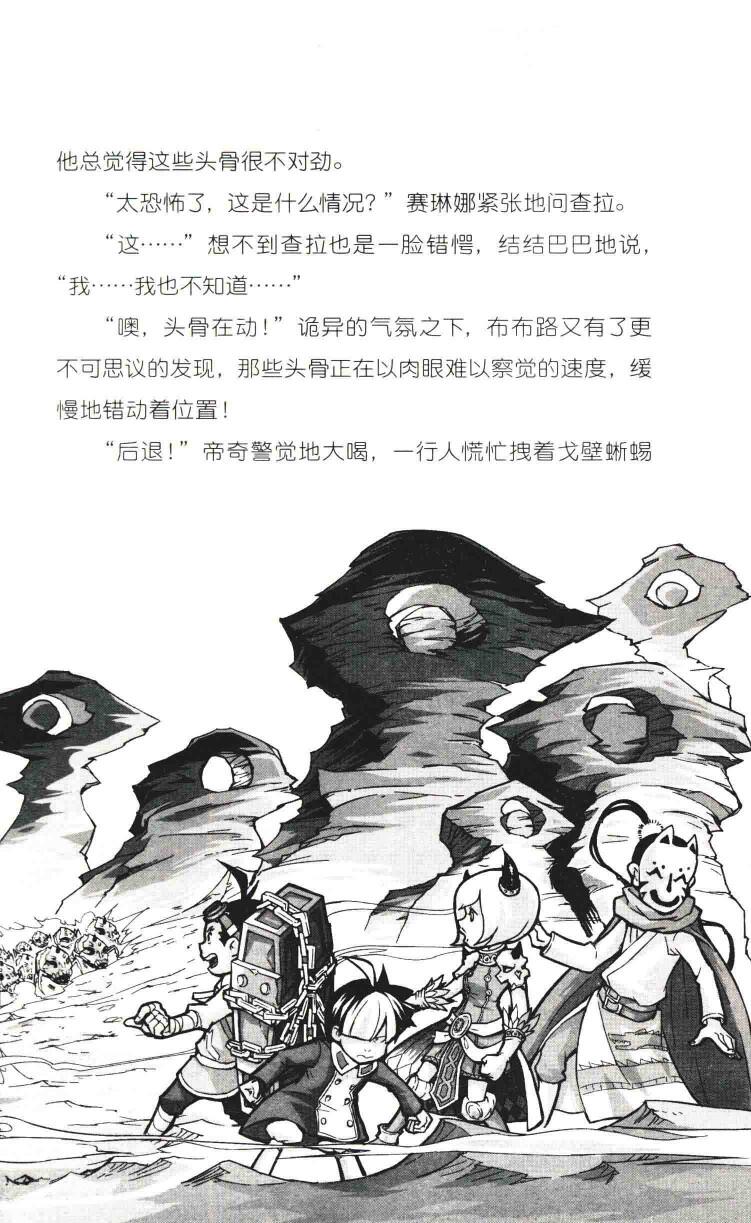 他总觉得这些头骨很不对劲。
“太恐怖了，这是什么情况？”赛琳娜紧张地问查拉。
“这……”想不到查拉也是一脸错愕，结结巴巴地说，
“我……我也不知道……”
“噢，头骨在动！”诡异的气氛之下，布布路又有了更
不可思议的发现，那些头骨正在以肉眼难以察觉的速度，缓
慢地错动着位置！
“后退！”帝奇警觉地大喝，一行人慌忙拽着戈壁蜥蜴